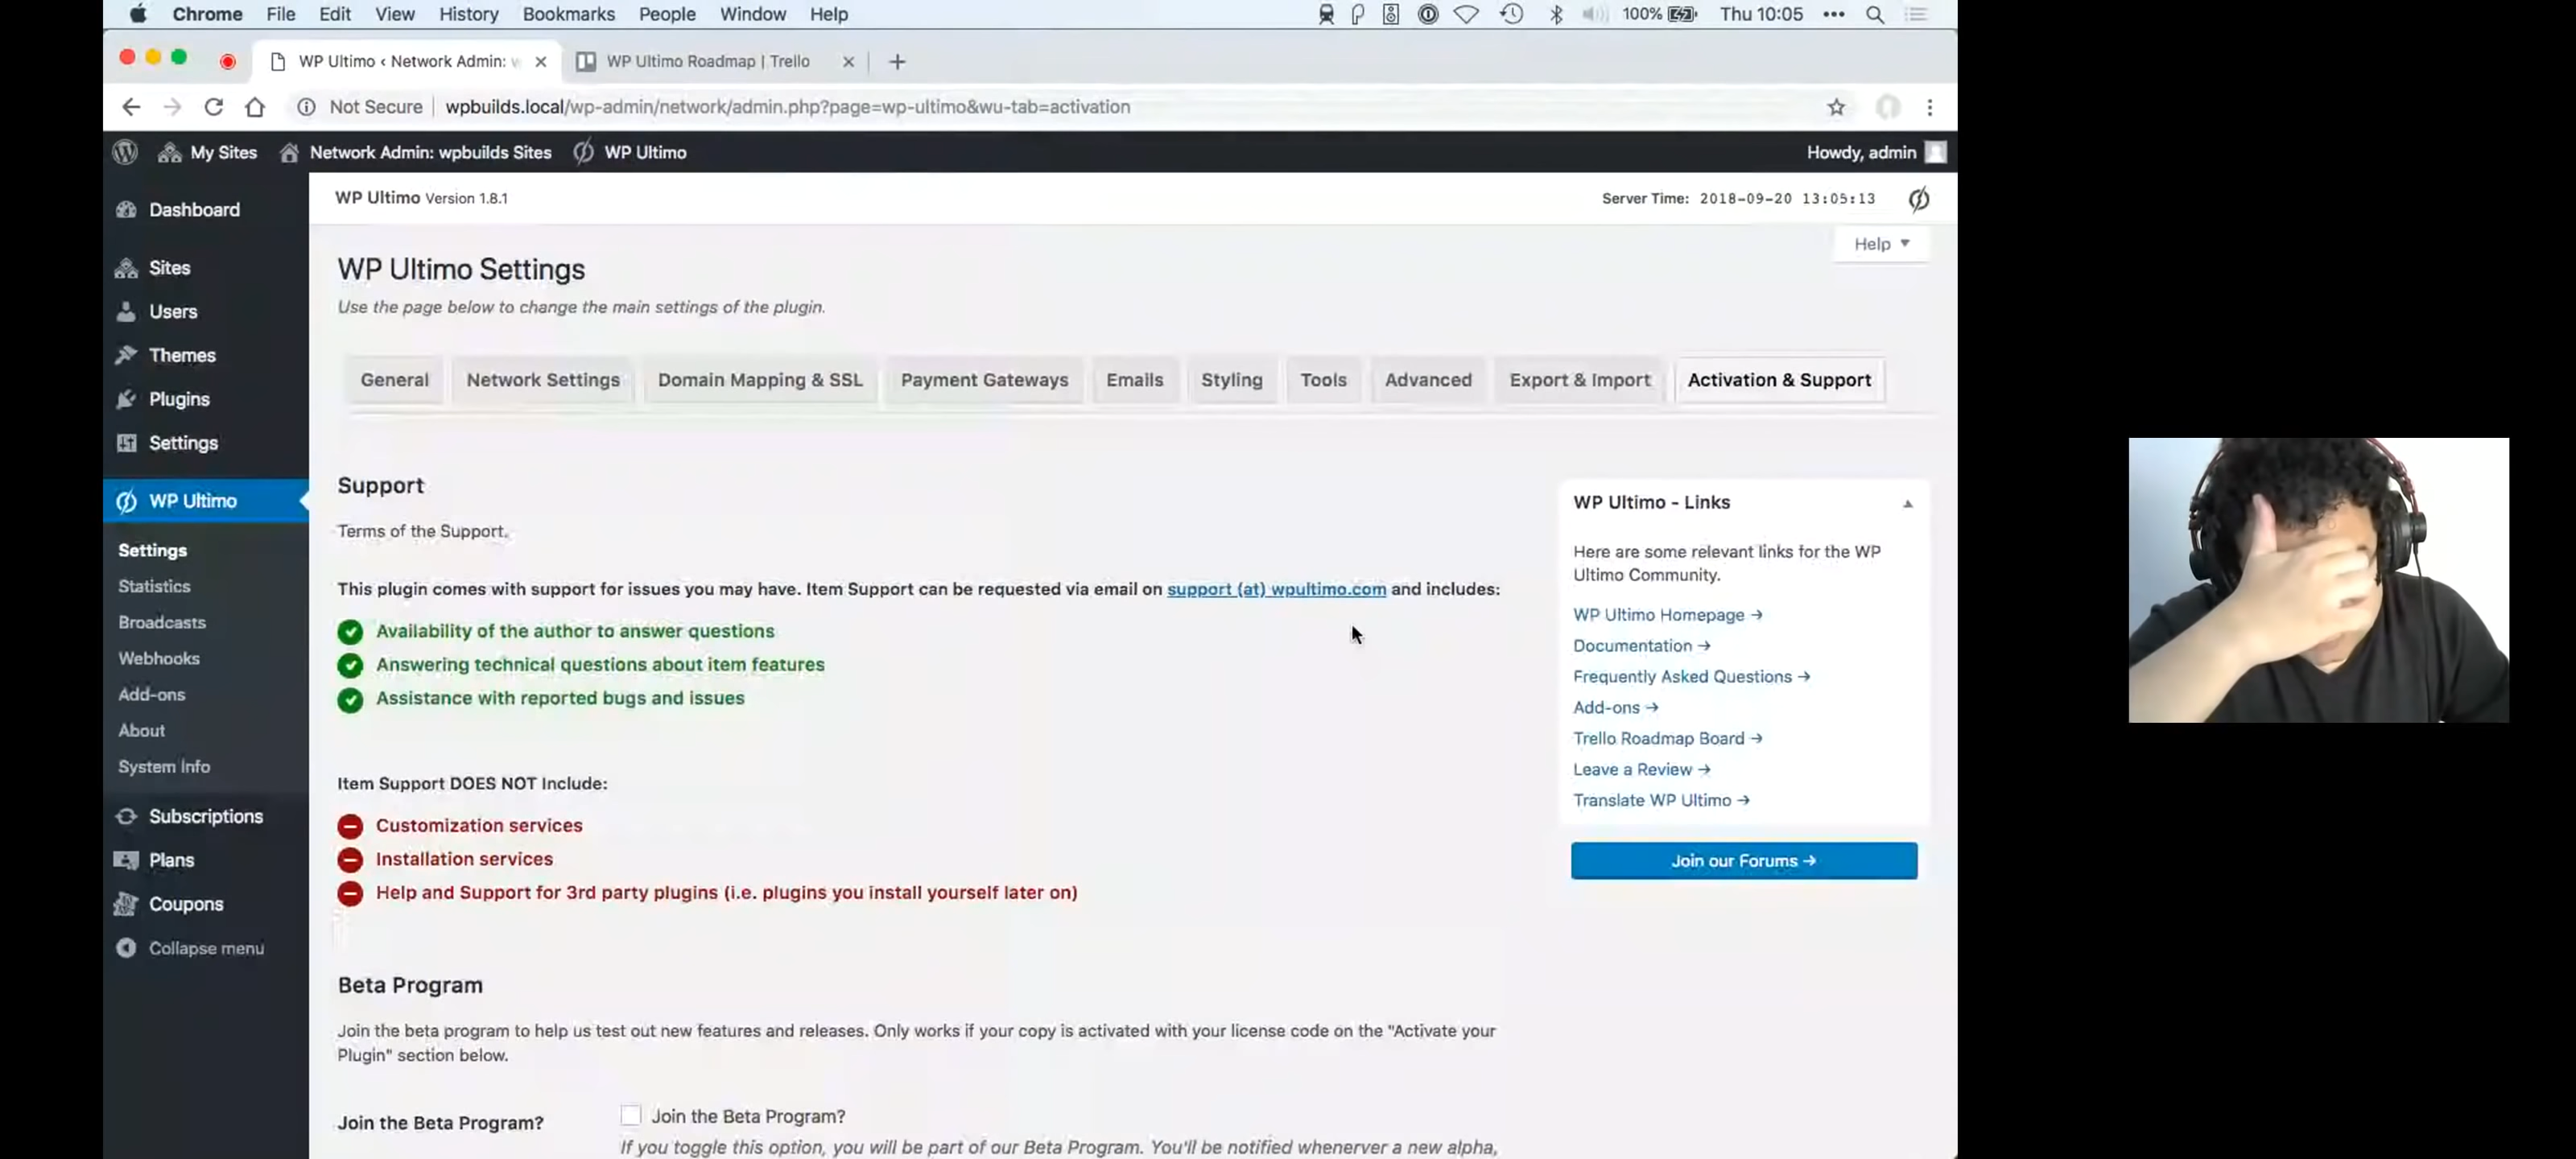 Chrome File Edit View History Bookmarks People Window Help 100% Thu 10:05
WP Ultimo ‹ Network Admin: w
WP Ultimo Roadmap | Trello
Not Secure wpbuilds.local/wp-admin/network/admin.php?page=wp-ultimo&wu-tab=activation
My Sites Network Admin: wpbuilds Sites WP Ultimo Howdy, admin
Dashboard
Sites
Users
Themes
Plugins
Settings
WP Ultimo
Settings
Statistics
Broadcasts
Webhooks
Add-ons
About
System Info
Subscriptions
Plans
Coupons
Collapse menu
WP Ultimo Version 1.8.1
Server Time: 2018-09-20 13:05:13
Help
WP Ultimo Settings
Use the page below to change the main settings of the plugin.
General Network Settings Domain Mapping & SSL Payment Gateways Emails Styling Tools Advanced Export & Import Activation & Support
Support
Terms of the Support.
This plugin comes with support for issues you may have. Item Support can be requested via email on support (at) wpultimo.com and includes:
Availability of the author to answer questions
Answering technical questions about item features
Assistance with reported bugs and issues
Item Support DOES NOT Include:
Customization services
Installation services
Help and Support for 3rd party plugins (i.e. plugins you install yourself later on)
Beta Program
Join the beta program to help us test out new features and releases. Only works if your copy is activated with your license code on the "Activate your
Plugin" section below.
Join the Beta Program?
Join the Beta Program?
If you toggle this option, you will be part of our Beta Program. You'll be notified whenerver a new alpha,
WP Ultimo - Links
Here are some relevant links for the WP
Ultimo Community.
WP Ultimo Homepage →
Documentation →
Frequently Asked Questions →
Add-ons →
Trello Roadmap Board →
Leave a Review →
Translate WP Ultimo →
Join our Forums →